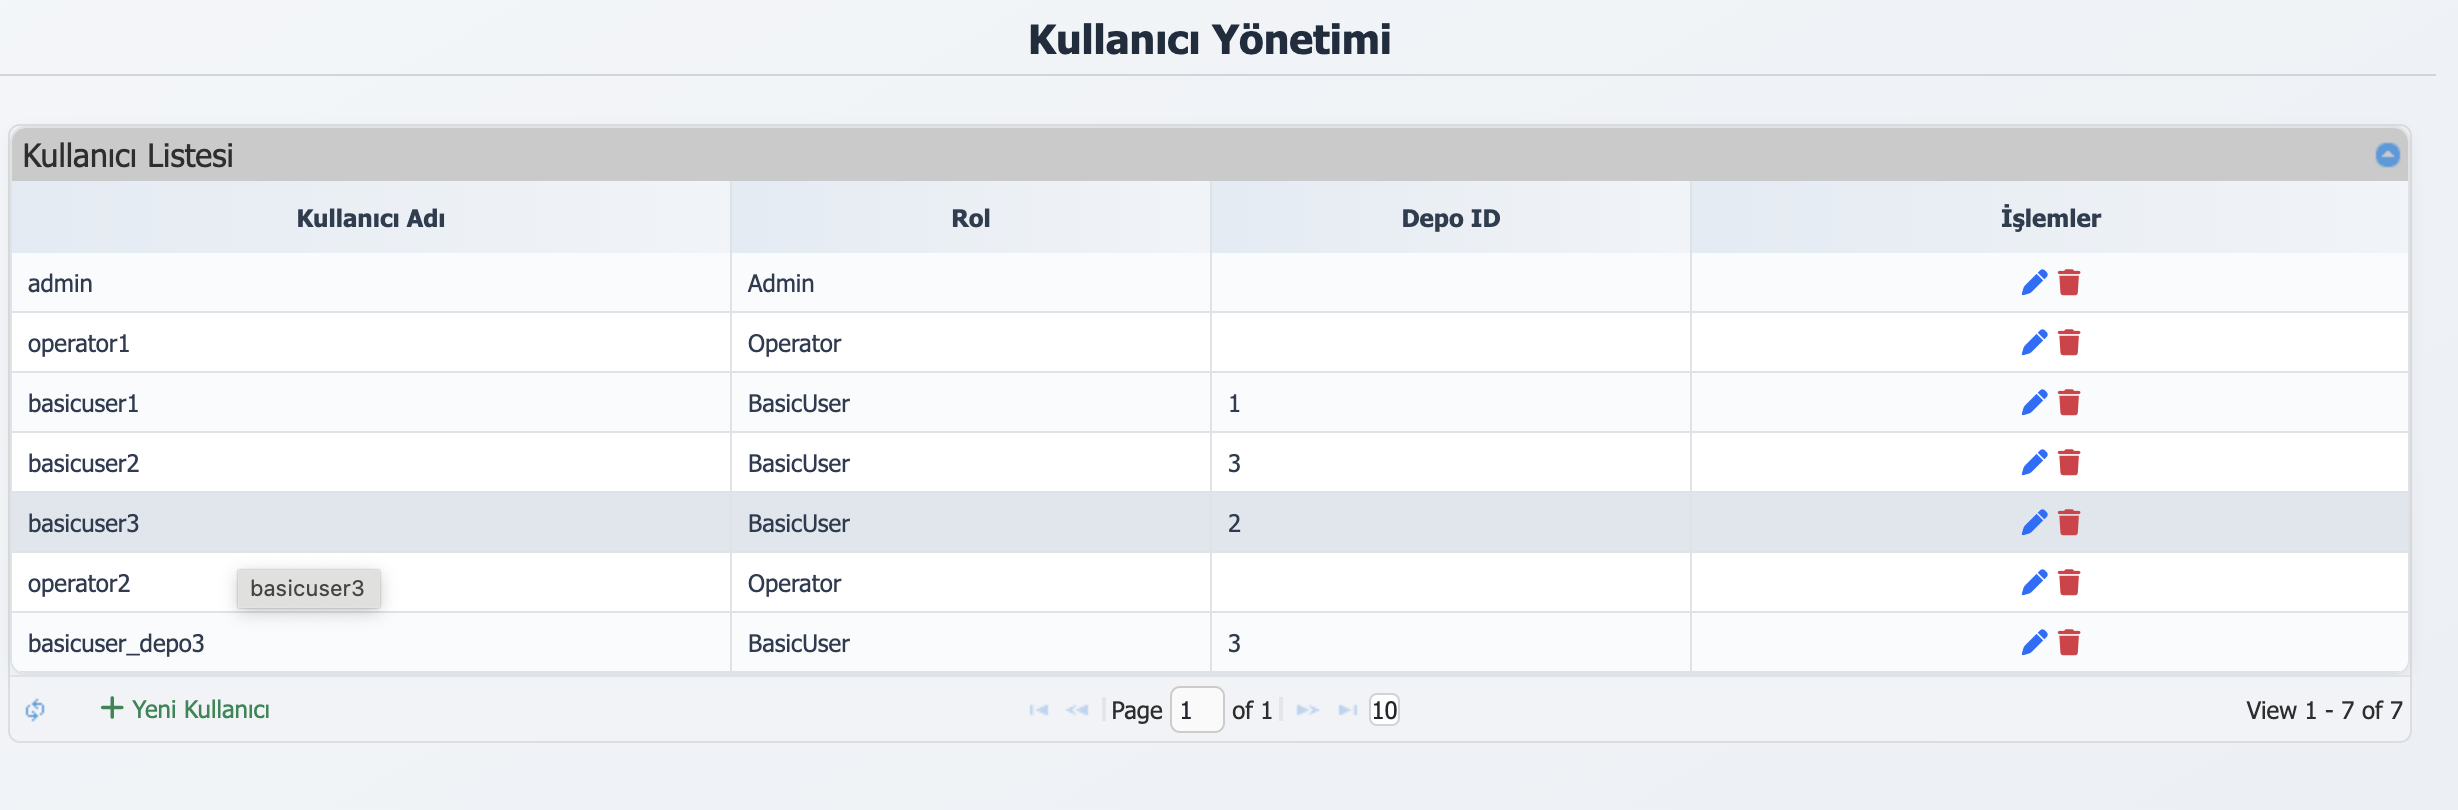 Kullanıcı Yönetimi
Kullanıcı Listesi
Kullanıcı Adı Rol Depo ID İşlemler
admin Admin
operator1 Operator
basicuser1 BasicUser 1
basicuser2 BasicUser 3
basicuser3 BasicUser 2
operator2 Operator
basicuser3
basicuser_depo3 BasicUser 3
Yeni Kullanıcı Page 1 of 1 10 View 1 - 7 of 7